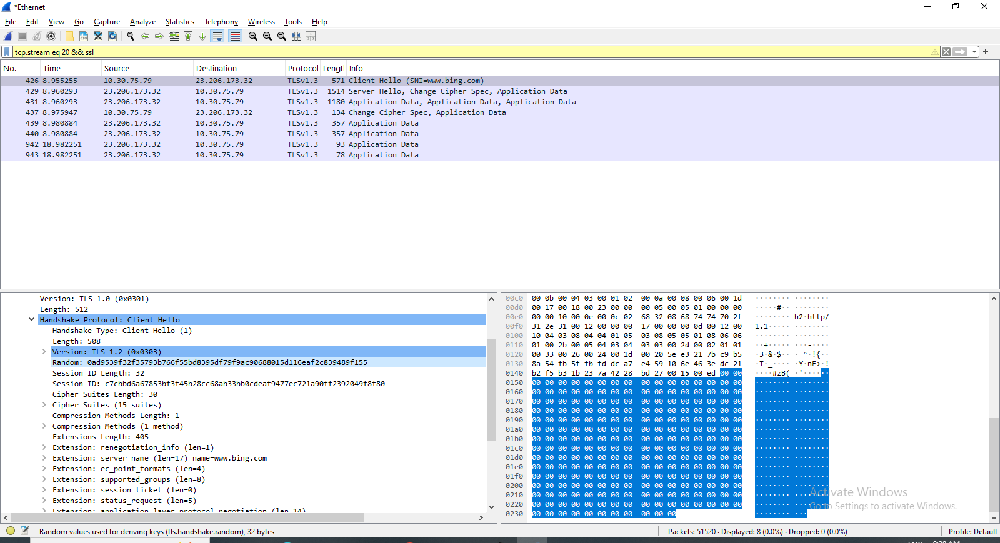 *Ethernet
File Edit View Go Capture Analyze Statistics Telephony Wireless Tools Help
tcp.stream eq 20 && ssl
No. Time Source Destination Protocol Lengtl Info
426 8.955255 10.30.75.79 23.206.173.32 TLSv1.3 571 Client Hello (SNI=www.bing.com)
429 8.960293 23.206.173.32 10.30.75.79 TLSv1.3 1514 Server Hello, Change Cipher Spec, Application Data
431 8.960293 23.206.173.32 10.30.75.79 TLSv1.3 1180 Application Data, Application Data, Application Data
437 8.975947 10.30.75.79 23.206.173.32 TLSv1.3 134 Change Cipher Spec, Application Data
439 8.980884 23.206.173.32 10.30.75.79 TLSv1.3 357 Application Data
440 8.980884 23.206.173.32 10.30.75.79 TLSv1.3 357 Application Data
942 18.982251 23.206.173.32 10.30.75.79 TLSv1.3 93 Application Data
943 18.982251 23.206.173.32 10.30.75.79 TLSv1.3 78 Application Data
Version: TLS 1.0 (0x0301)
Length: 512
Handshake Protocol: Client Hello
Handshake Type: Client Hello (1)
Length: 508
Version: TLS 1.2 (0x0303)
Random: 0ad9539f32f35793b766f55bd8395df79f9ac90688015d116eaf2c839489f155
Session ID Length: 32
Session ID: c7cbbd6a67853bf3f45b28cc68ab33bb0cdeaf9477ec721a90ff2392049f8f80
Cipher Suites Length: 30
Cipher Suites (15 suites)
Compression Methods Length: 1
Compression Methods (1 method)
Extensions Length: 405
Extension: renegotiation_info (len=1)
Extension: server_name (len=17) name=www.bing.com
Extension: ec_point_formats (len=4)
Extension: supported_groups (len=8)
Extension: session_ticket (len=0)
Extension: status_request (len=5)
Extension: application_layer_protocol_negotiation (len=14)
00c0 00 0b 00 04 03 00 01 02 00 0a 00 08 00 06 00 1d ········ ········
00d0 00 17 00 18 00 23 00 00 00 05 00 05 01 00 00 00 ·····#·· ········
00e0 00 00 10 00 0e 00 0c 02 68 32 08 68 74 74 70 2f ········ h2·http/
00f0 31 2e 31 00 12 00 00 00 17 00 00 00 0d 00 12 00 1.1····· ········
0100 10 04 03 08 04 04 01 05 03 08 05 05 01 08 06 06 ········ ········
0110 01 00 2b 00 05 04 03 04 03 03 00 2d 00 02 01 01 ··+····· ···-····
0120 00 33 00 26 00 24 00 1d 00 20 5e e3 21 7b c9 b5 ·3·&·$·· · ^·!{··
0130 8a 54 fb 5f fb fd dc a7 e4 59 10 6e 46 3e dc 21 ·T·_···· ·Y·nF>·!
0140 b2 f5 b3 1b 23 7a 42 28 bd 27 00 15 00 ed 00 00 ····#zB( ·'······
0150 00 00 00 00 00 00 00 00 00 00 00 00 00 00 00 00 ········ ········
0160 00 00 00 00 00 00 00 00 00 00 00 00 00 00 00 00 ········ ········
0170 00 00 00 00 00 00 00 00 00 00 00 00 00 00 00 00 ········ ········
0180 00 00 00 00 00 00 00 00 00 00 00 00 00 00 00 00 ········ ········
0190 00 00 00 00 00 00 00 00 00 00 00 00 00 00 00 00 ········ ········
01a0 00 00 00 00 00 00 00 00 00 00 00 00 00 00 00 00 ········ ········
01b0 00 00 00 00 00 00 00 00 00 00 00 00 00 00 00 00 ········ ········
01c0 00 00 00 00 00 00 00 00 00 00 00 00 00 00 00 00 ········ ········
01d0 00 00 00 00 00 00 00 00 00 00 00 00 00 00 00 00 ········ ········
01e0 00 00 00 00 00 00 00 00 00 00 00 00 00 00 00 00 ········ ········
01f0 00 00 00 00 00 00 00 00 00 00 00 00 00 00 00 00 ········ ········
0200 00 00 00 00 00 00 00 00 00 00 00 00 00 00 00 00 ········ ········
0210 00 00 00 00 00 00 00 00 00 00 00 00 00 00 00 00 ········ ········
0220 00 00 00 00 00 00 00 00 00 00 00 00 00 00 00 00 ········ ········
0230 00 00 00 00 00 00 00 00 00 00 00 ········ ···
Activate Windows
Go to Settings to activate Windows.
Random values used for deriving keys (tls.handshake.random), 32 bytes
Packets: 51520 · Displayed: 8 (0.0%) · Dropped: 0 (0.0%)
Profile: Default